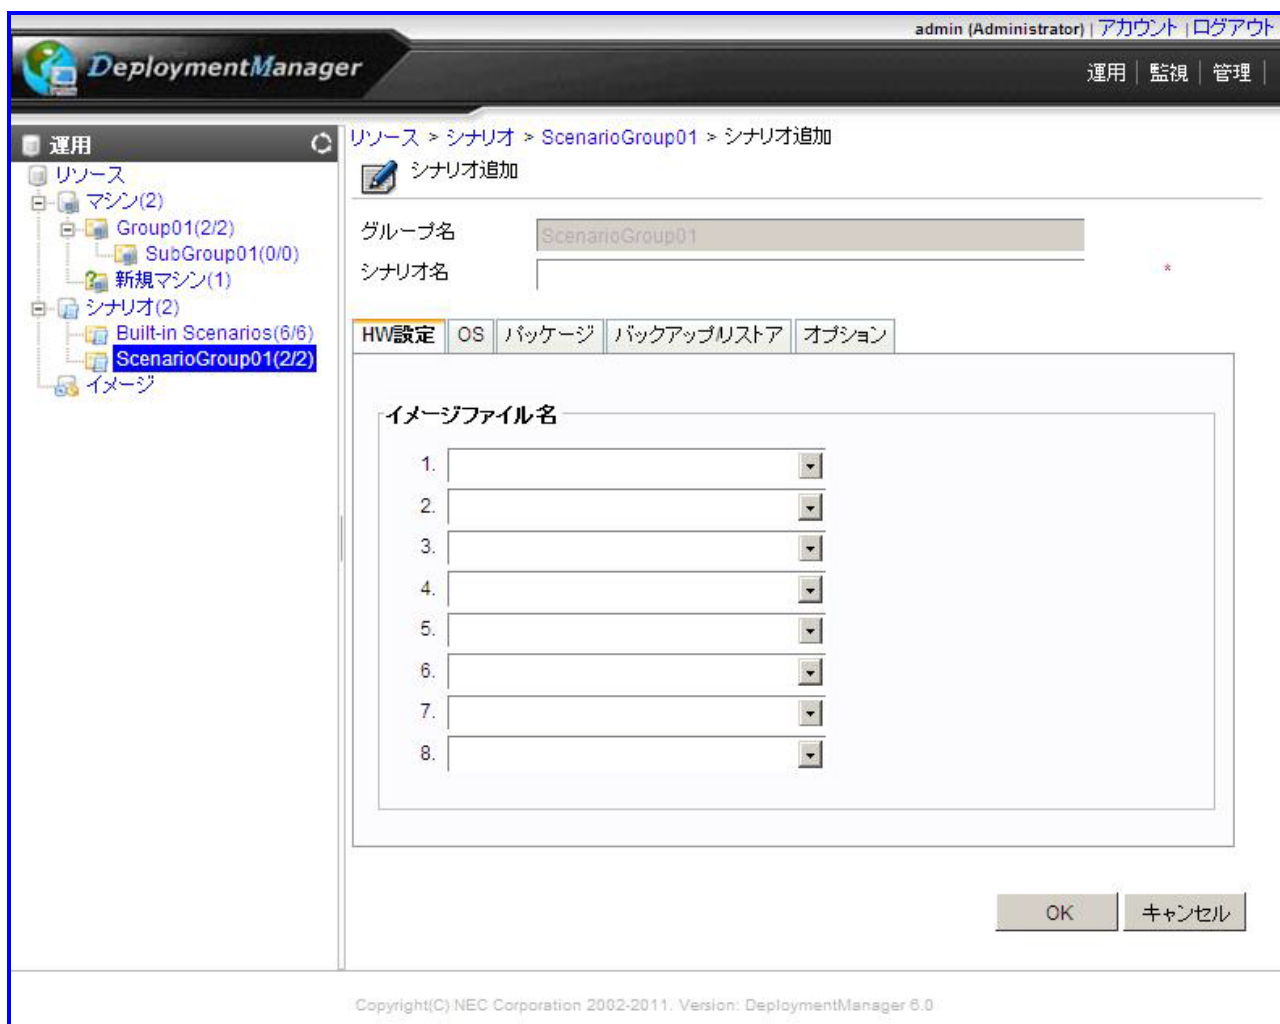 admin (Administrator) | アカウント | ログアウト
DeploymentManager
運用 | 監視 | 管理 |
運用
リソース
マシン(2)
Group01(2/2)
SubGroup01(0/0)
新規マシン(1)
シナリオ(2)
Built-in Scenarios(6/6)
ScenarioGroup01(2/2)
イメージ
リソース > シナリオ > ScenarioGroup01 > シナリオ追加
シナリオ追加
グループ名 ScenarioGroup01
シナリオ名 *
HW設定 OS パッケージ バックアップ/リストア オプション
イメージファイル名
1.
2.
3.
4.
5.
6.
7.
8.
OK キャンセル
Copyright(C) NEC Corporation 2002-2011. Version: DeploymentManager 6.0